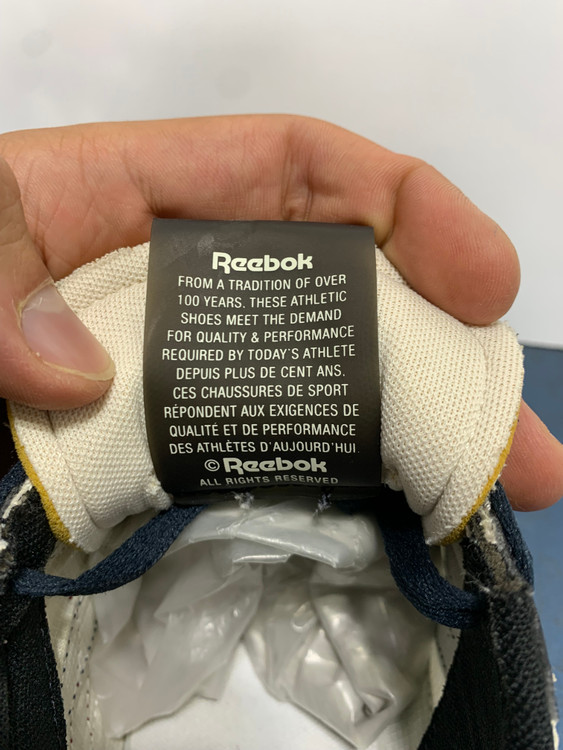 Reebok
FROM A TRADITION OF OVER
100 YEARS. THESE ATHLETIC
SHOES MEET THE DEMAND
FOR QUALITY & PERFORMANCE
REQUIRED BY TODAY'S ATHLETE
DEPUIS PLUS DE CENT ANS.
CES CHAUSSURES DE SPORT
RÉPONDENT AUX EXIGENCES DE
QUALITÉ ET DE PERFORMANCE
DES ATHLÈTES D'AUJOURD'HUI.
©Reebok
ALL RIGHTS RESERVED